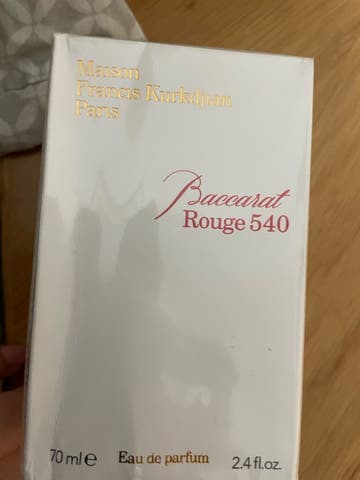 Maison
Francis Kurkdjian
Paris
Baccarat
Rouge 540
70 ml e Eau de parfum 2.4 fl.oz.